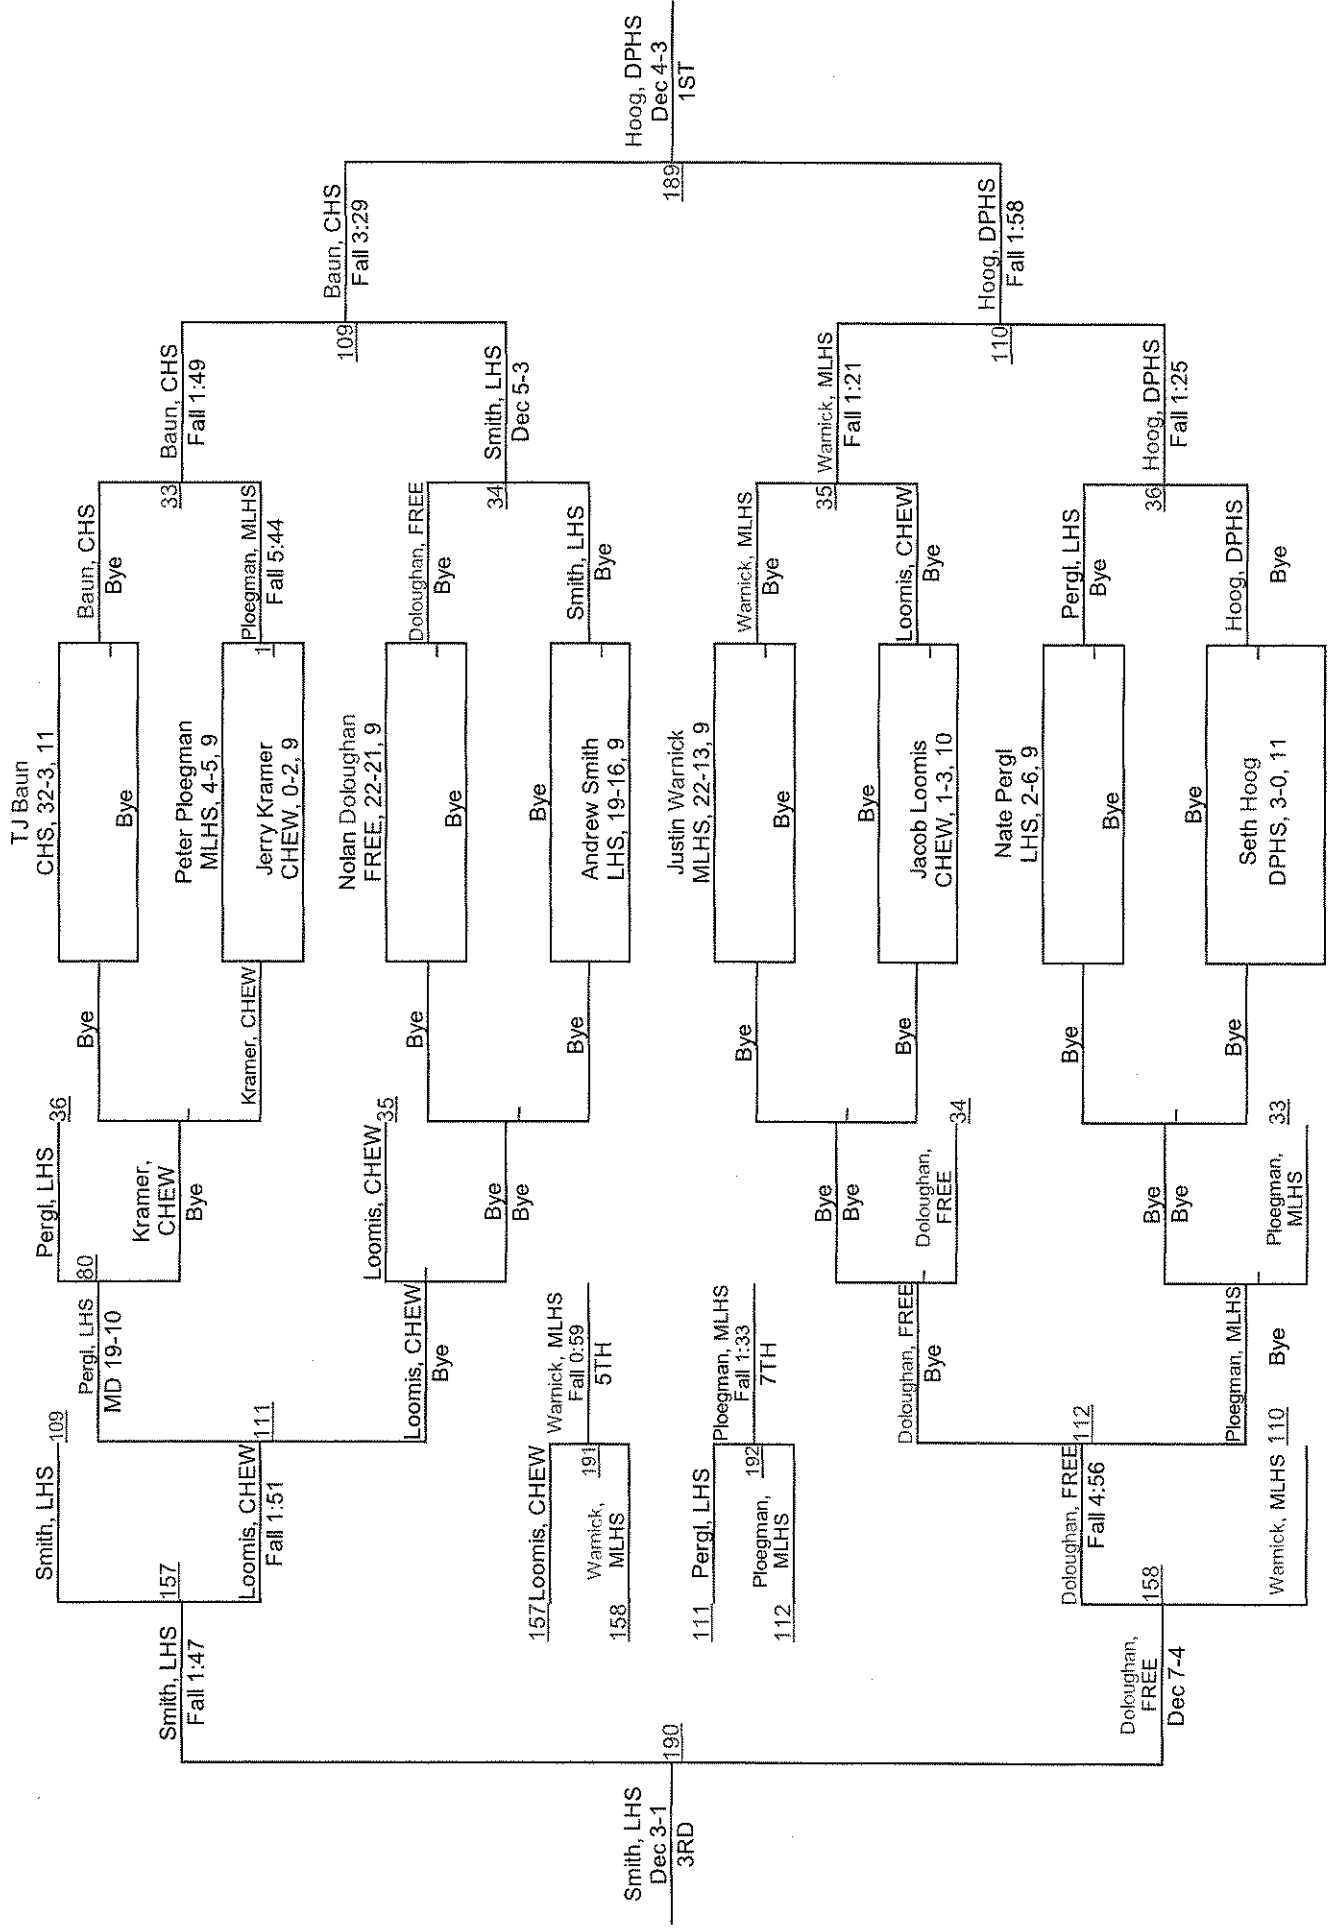 TJ Baun
CHS, 32-3, 11
Bye
Baun, CHS
Bye
Peter Ploegman
MLHS, 4-5, 9
Jerry Kramer
CHEW, 0-2, 9
1
Ploegman, MLHS
Fall 5:44
33
Baun, CHS
Fall 1:49
Nolan Doloughan
FREE, 22-21, 9
Bye
Doloughan, FREE
Bye
Bye
Andrew Smith
LHS, 19-16, 9
Smith, LHS
Bye
34
Smith, LHS
Dec 5-3
109
Baun, CHS
Fall 3:29
Justin Warnick
MLHS, 22-13, 9
Bye
Warnick, MLHS
Bye
Bye
Jacob Loomis
CHEW, 1-3, 10
Loomis, CHEW
Bye
35
Warnick, MLHS
Fall 1:21
Nate Pergl
LHS, 2-6, 9
Bye
Pergl, LHS
Bye
Bye
Seth Hoog
DPHS, 3-0, 11
Hoog, DPHS
Bye
36
Hoog, DPHS
Fall 1:25
110
Hoog, DPHS
Fall 1:58
189
Hoog, DPHS
Dec 4-3
1ST
Bye
Kramer, CHEW
Pergl, LHS
36
Kramer,
CHEW
Bye
80
Pergl, LHS
MD 19-10
Bye
Bye
Loomis, CHEW
35
Bye
Bye
Loomis, CHEW
Bye
111
Loomis, CHEW
Fall 1:51
Smith, LHS
109
157
Smith, LHS
Fall 1:47
Bye
Bye
Bye
Bye
Doloughan,
FREE
34
Doloughan, FREE
Bye
Bye
Bye
Bye
Bye
Ploegman,
MLHS
33
Ploegman, MLHS
Bye
112
Doloughan, FREE
Fall 4:56
Warnick, MLHS
110
158
Doloughan,
FREE
Dec 7-4
190
Smith, LHS
Dec 3-1
3RD
157
Loomis, CHEW
158
Warnick,
MLHS
191
Warnick, MLHS
Fall 0:59
5TH
111
Pergl, LHS
112
Ploegman,
MLHS
192
Ploegman, MLHS
Fall 1:33
7TH